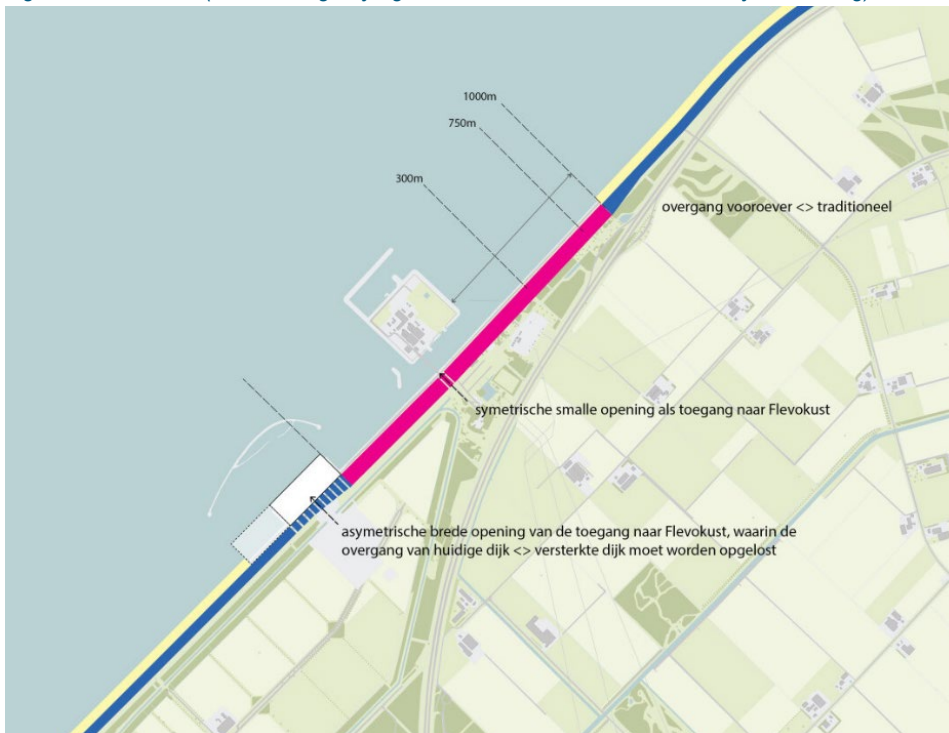 1000m
750m
300m
overgang vooroever <> traditioneel
symetrische smalle opening als toegang naar Flevokust
asymetrische brede opening van de toegang naar Flevokust, waarin de
overgang van huidige dijk <> versterkte dijk moet worden opgelost